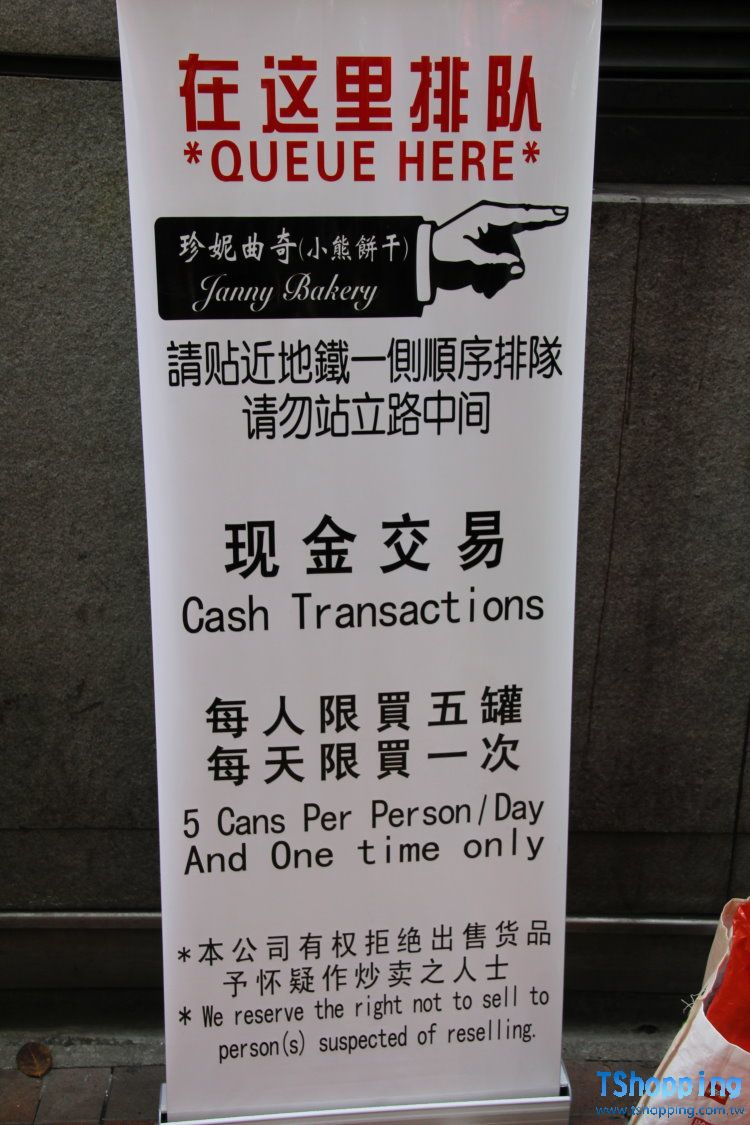 在这里排队
*QUEUE HERE*
珍妮曲奇(小熊餅干)
Janny Bakery
請贴近地鐵一側順序排隊
请勿站立路中间
现金交易
Cash Transactions
每人限買五罐
每天限買一次
5 Cans Per Person/Day
And One time only
*本公司有权拒绝出售货品
予怀疑作炒卖之人士
* We reserve the right not to sell to
person(s) suspected of reselling.
TShopping
www.tshopping.com.tw